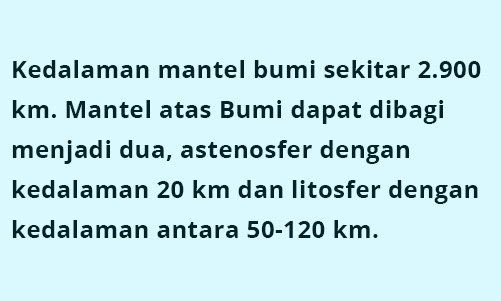 Kedalaman mantel bumi sekitar 2.900
km. Mantel atas Bumi dapat dibagi
menjadi dua, astenosfer dengan
kedalaman 20 km dan litosfer dengan
kedalaman antara 50-120 km.